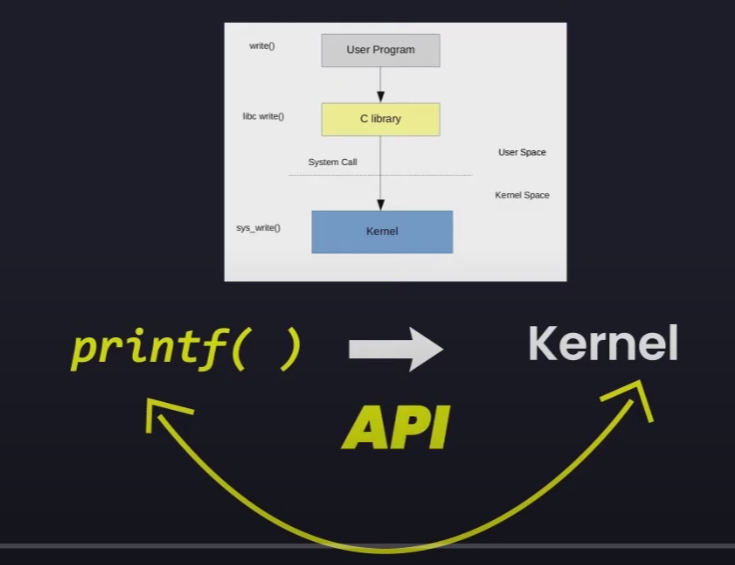 write()
User Program
libc write()
C library
System Call
User Space
Kernel Space
sys_write()
Kernel
printf( )
Kernel
API